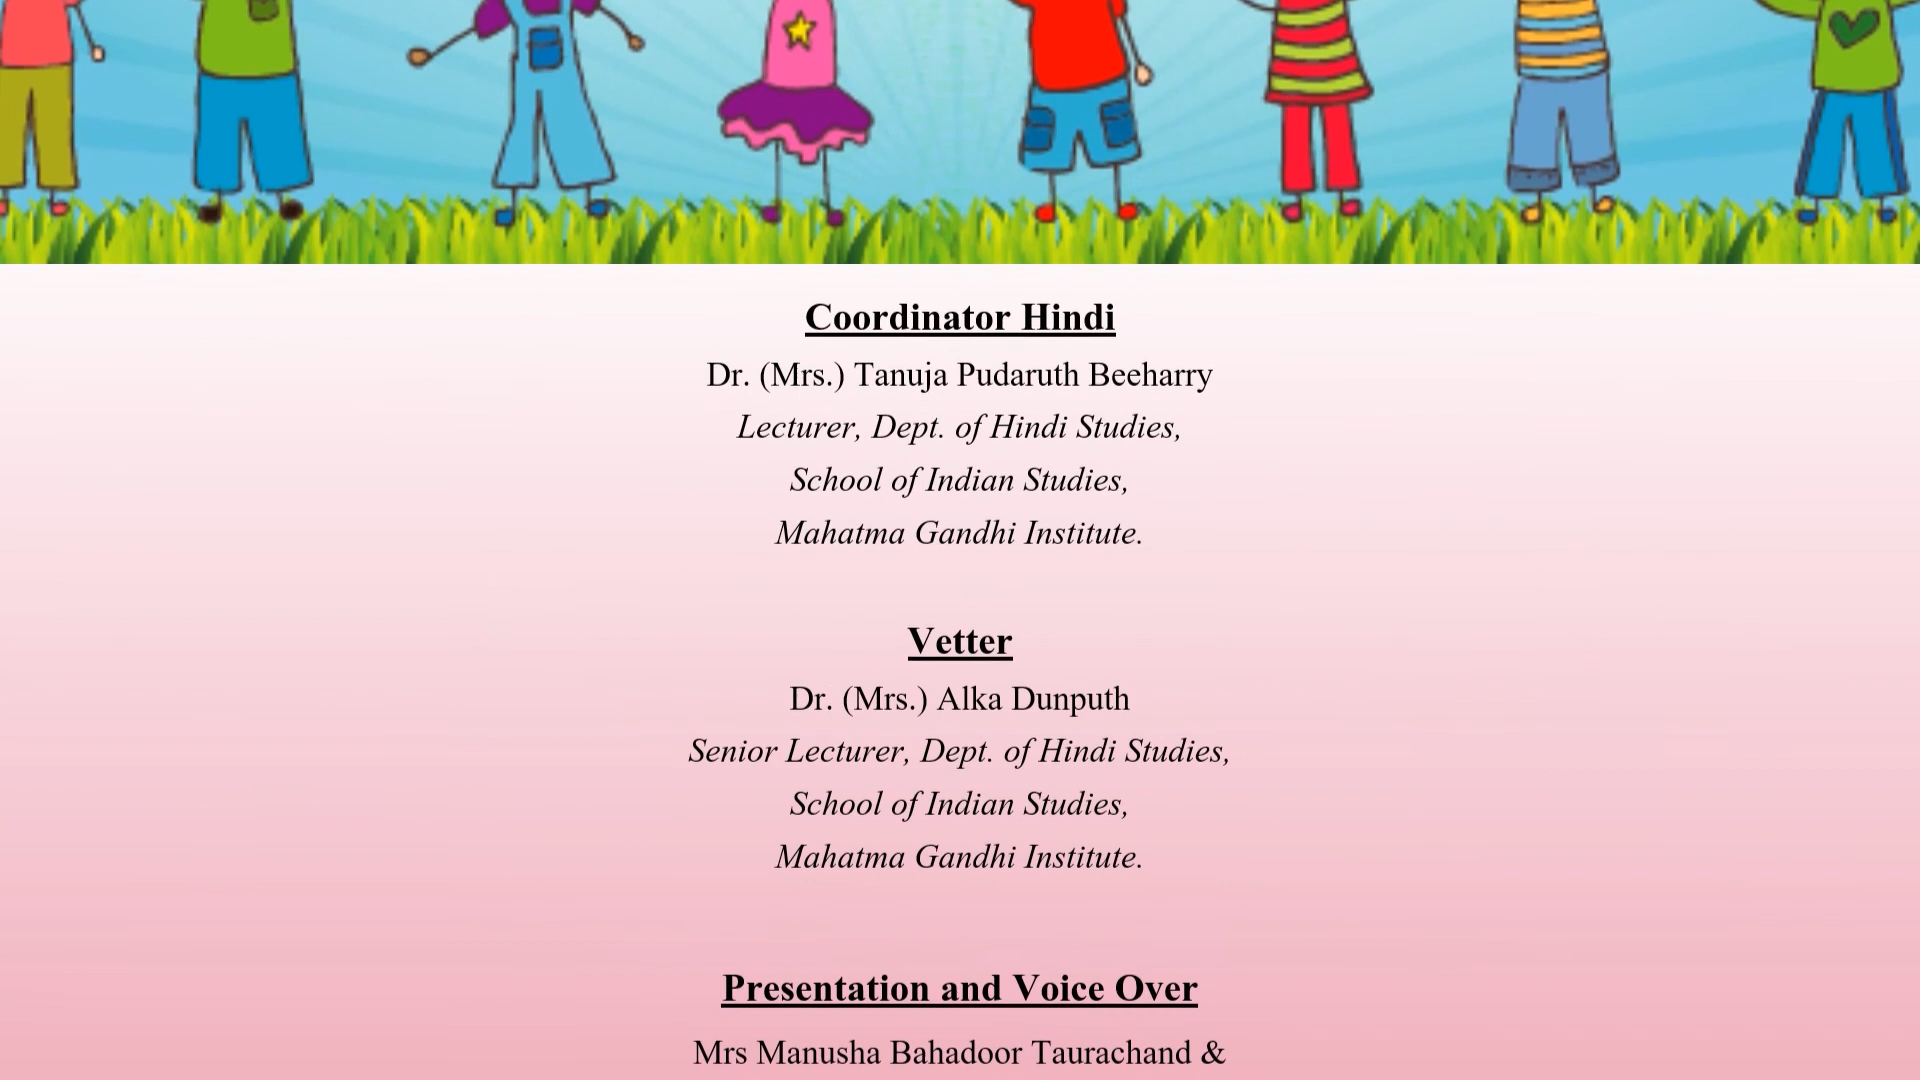 Coordinator Hindi
Dr. (Mrs.) Tanuja Pudaruth Beeharry
Lecturer, Dept. of Hindi Studies,
School of Indian Studies,
Mahatma Gandhi Institute.
Vetter
Dr. (Mrs.) Alka Dunputh
Senior Lecturer, Dept. of Hindi Studies,
School of Indian Studies,
Mahatma Gandhi Institute.
Presentation and Voice Over
Mrs Manusha Bahadoor Taurachand &